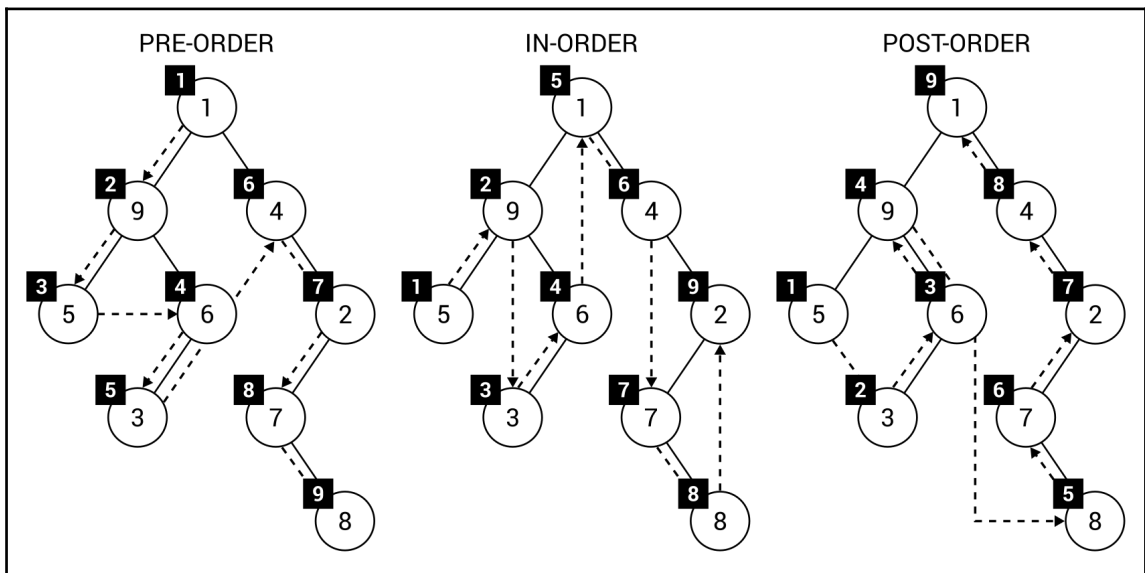 PRE-ORDER IN-ORDER POST-ORDER
1 5 9
1 1 1
2 6 2 6 4 8
9 4 9 4 9 4
3 4 7 1 4 9 1 3 7
5 6 2 5 6 2 5 6 2
5 8 3 7 2 6
3 7 3 7 3 7
9 8 5
8 8 8